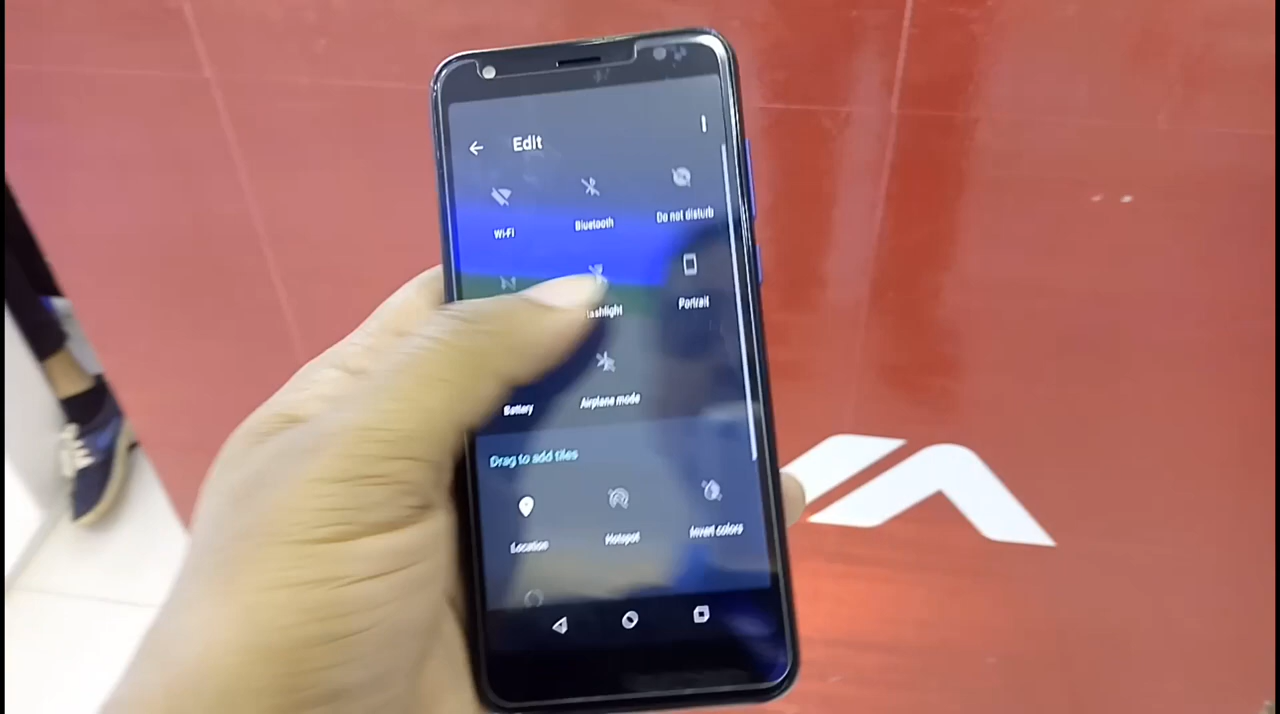 Edit
Wi-Fi
Bluetooth
Do not disturb
lashlight
Portrait
Battery
Airplane mode
Drag to add tiles
Location
Hotspot
Invert colors